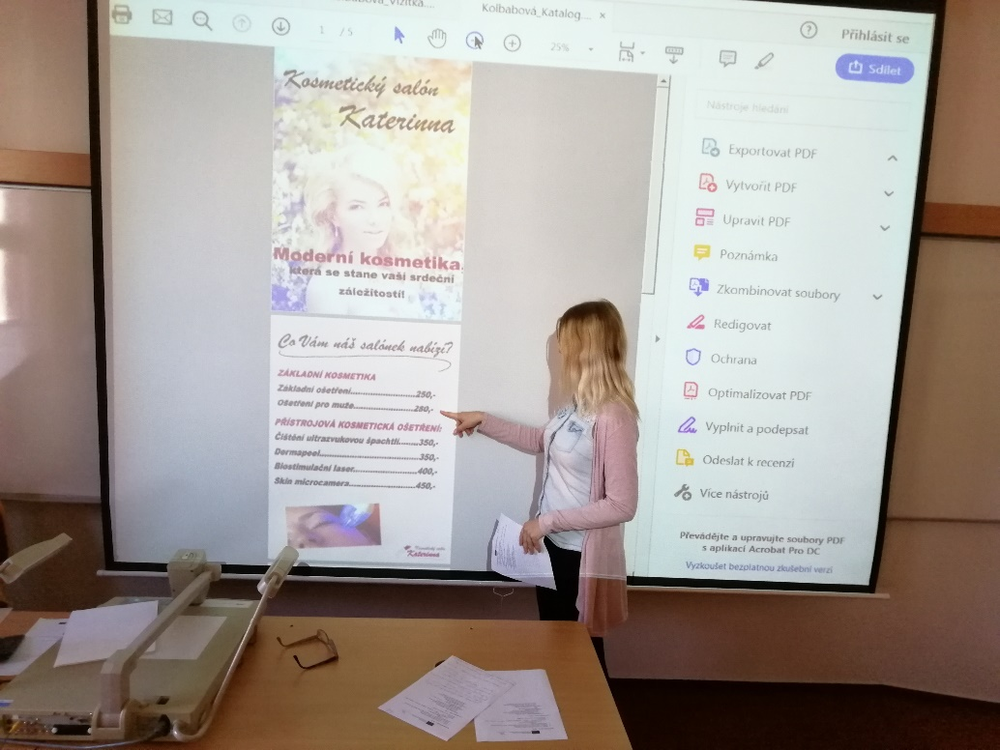 Kolbabová_Katalog.... ×
1 / 5
25%
Přihlásit se
Sdílet
Nástroje hledání
Exportovat PDF
Vytvořit PDF
Upravit PDF
Poznámka
Zkombinovat soubory
Redigovat
Ochrana
Optimalizovat PDF
Vyplnit a podepsat
Odeslat k recenzi
Více nástrojů
Převádějte a upravujte soubory PDF
s aplikací Acrobat Pro DC
Vyzkoušet bezplatnou zkušební verzi
Kosmetický salón
Katerinna
Moderní kosmetika,
která se stane vaší srdeční
záležitostí!
Co Vám náš salónek nabízí?
ZÁKLADNÍ KOSMETIKA
Základní ošetření...........................250,-
Ošetření pro muže..........................250,-
PŘÍSTROJOVÁ KOSMETICKÁ OŠETŘENÍ:
Čištění ultrazvukovou špachtlí.......350,-
Dermapeel.......................................350,-
Biostimulační laser.........................400,-
Skin microcamera...........................450,-
Kosmetický salón
Katerinna